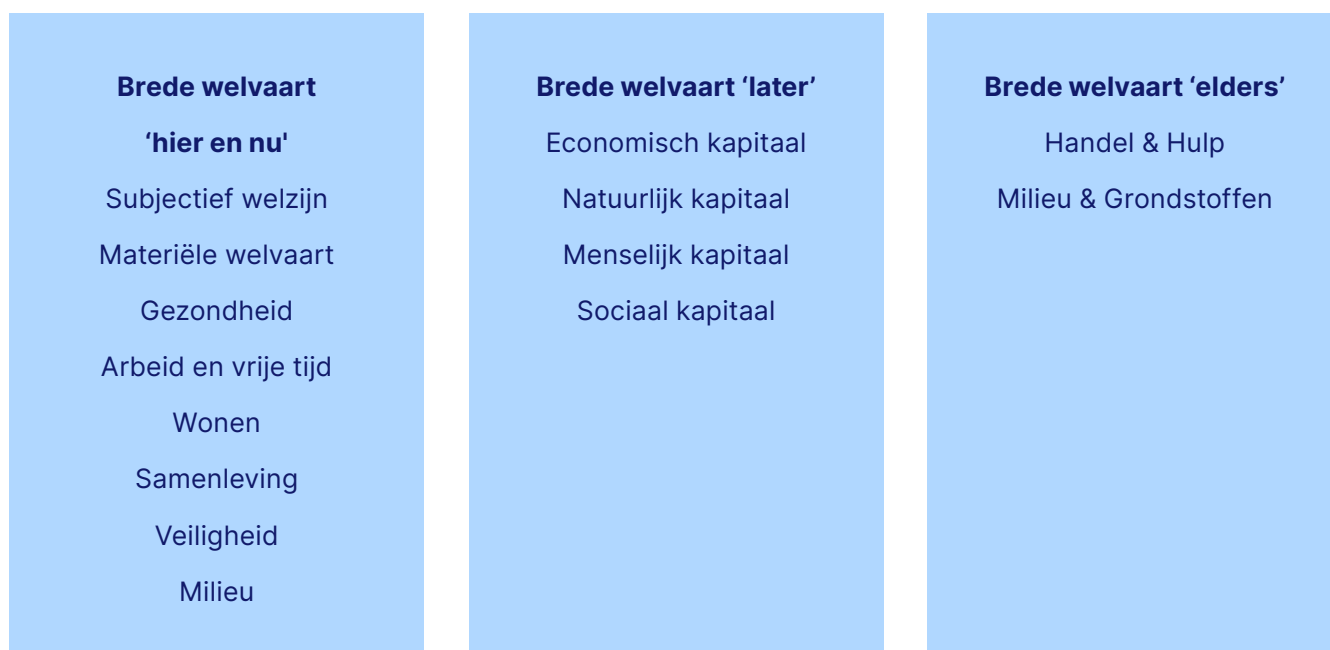 Brede welvaart
‘hier en nu'
Subjectief welzijn
Materiële welvaart
Gezondheid
Arbeid en vrije tijd
Wonen
Samenleving
Veiligheid
Milieu
Brede welvaart ‘later’
Economisch kapitaal
Natuurlijk kapitaal
Menselijk kapitaal
Sociaal kapitaal
Brede welvaart ‘elders’
Handel & Hulp
Milieu & Grondstoffen